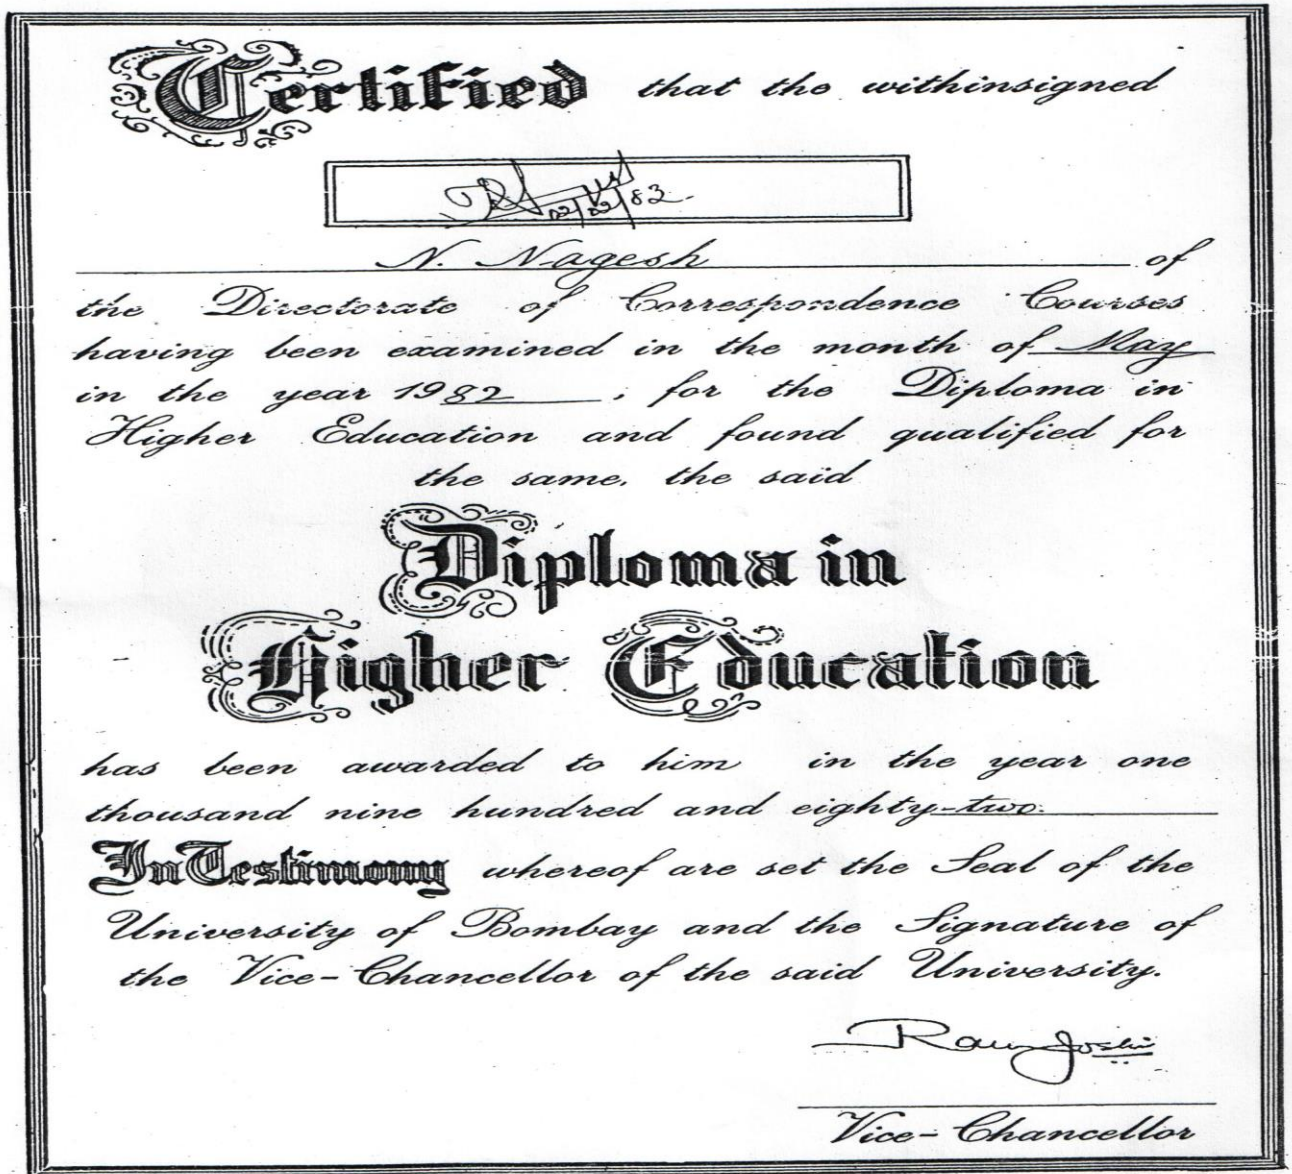 Certified that the withinsigned
N. Nagesh of
the Directorate of Correspondence Courses
having been examined in the month of May
in the year 1982, for the Diploma in
Higher Education and found qualified for
the same, the said
Diploma in
Higher Education
has been awarded to him in the year one
thousand nine hundred and eighty-two.
In Testimony whereof are set the Seal of the
University of Bombay and the Signature of
the Vice-Chancellor of the said University.
Ram Joshi
Vice-Chancellor